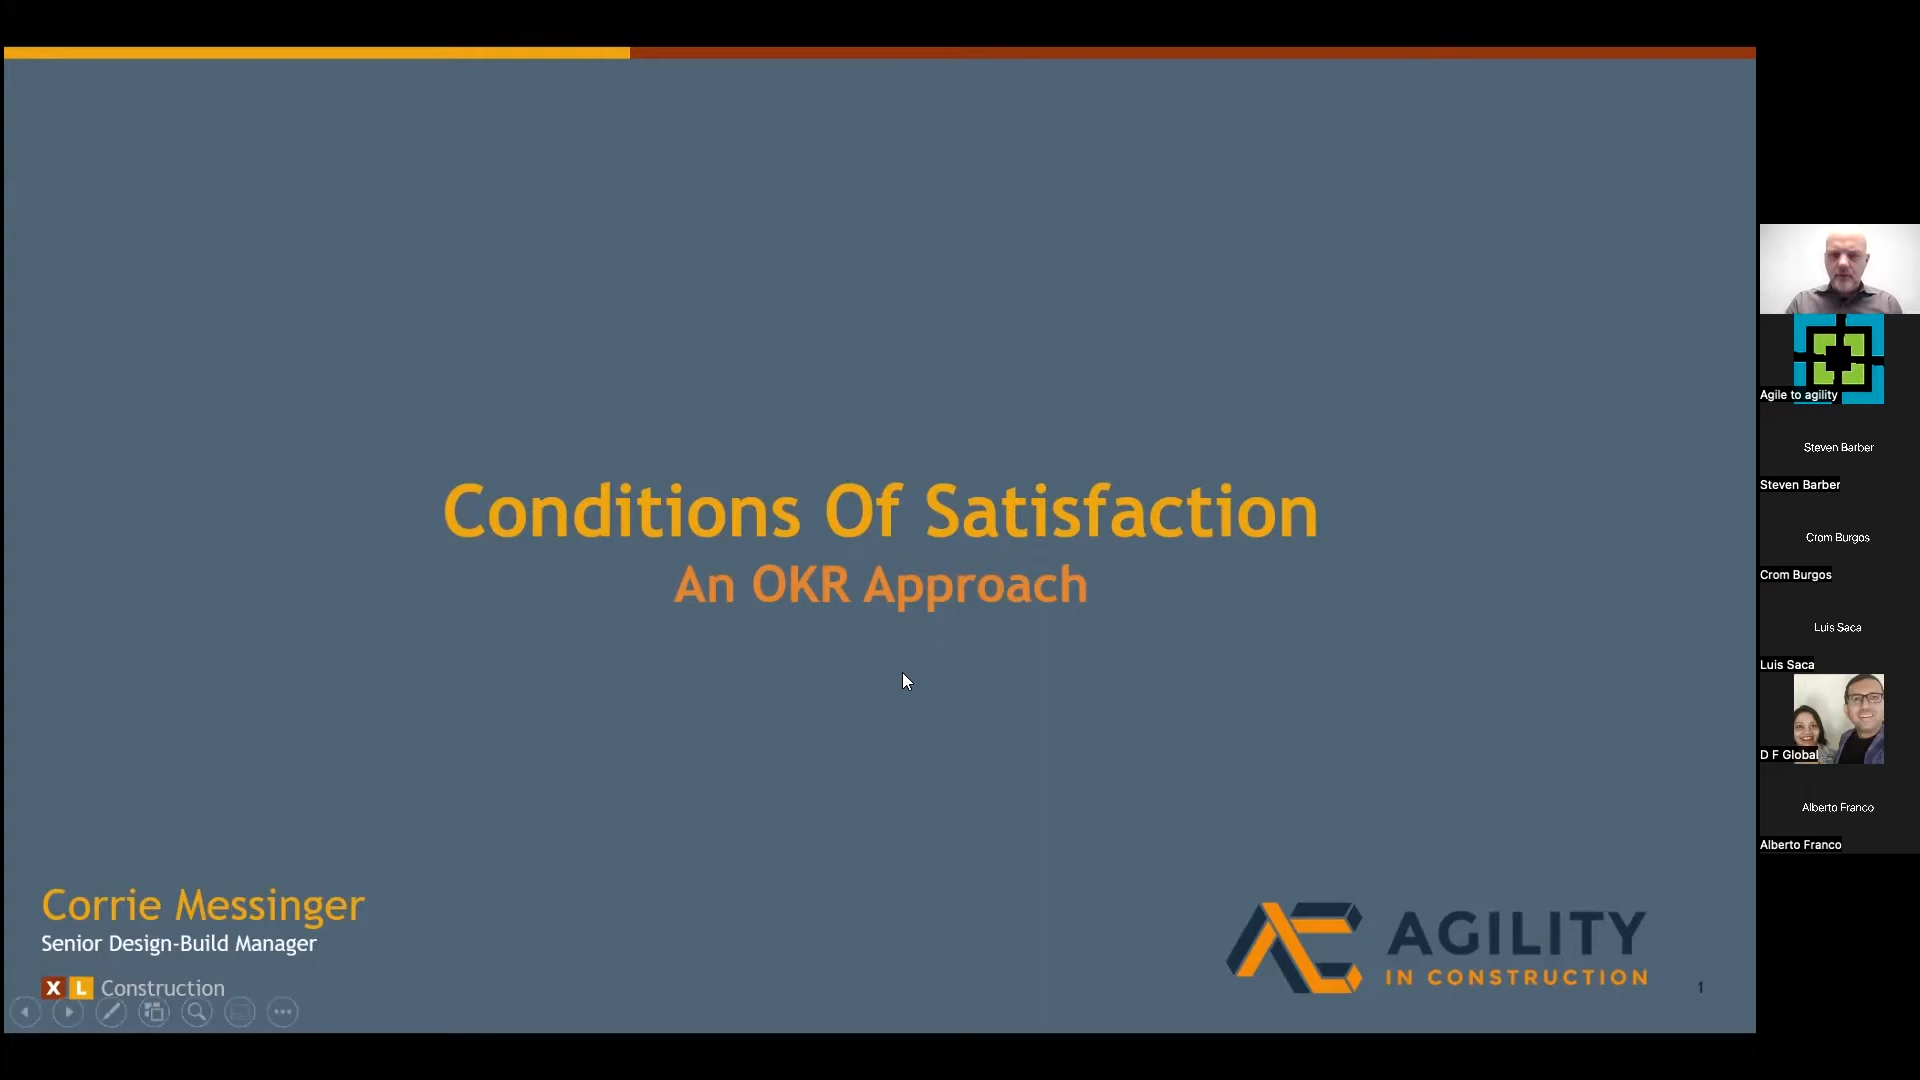 Conditions Of Satisfaction
An OKR Approach
Corrie Messinger
Senior Design-Build Manager
X L Construction
AGILITY
IN CONSTRUCTION
1
Agile to agility
Steven Barber
Steven Barber
Crom Burgos
Crom Burgos
Luis Saca
Luis Saca
D F Global
Alberto Franco
Alberto Franco